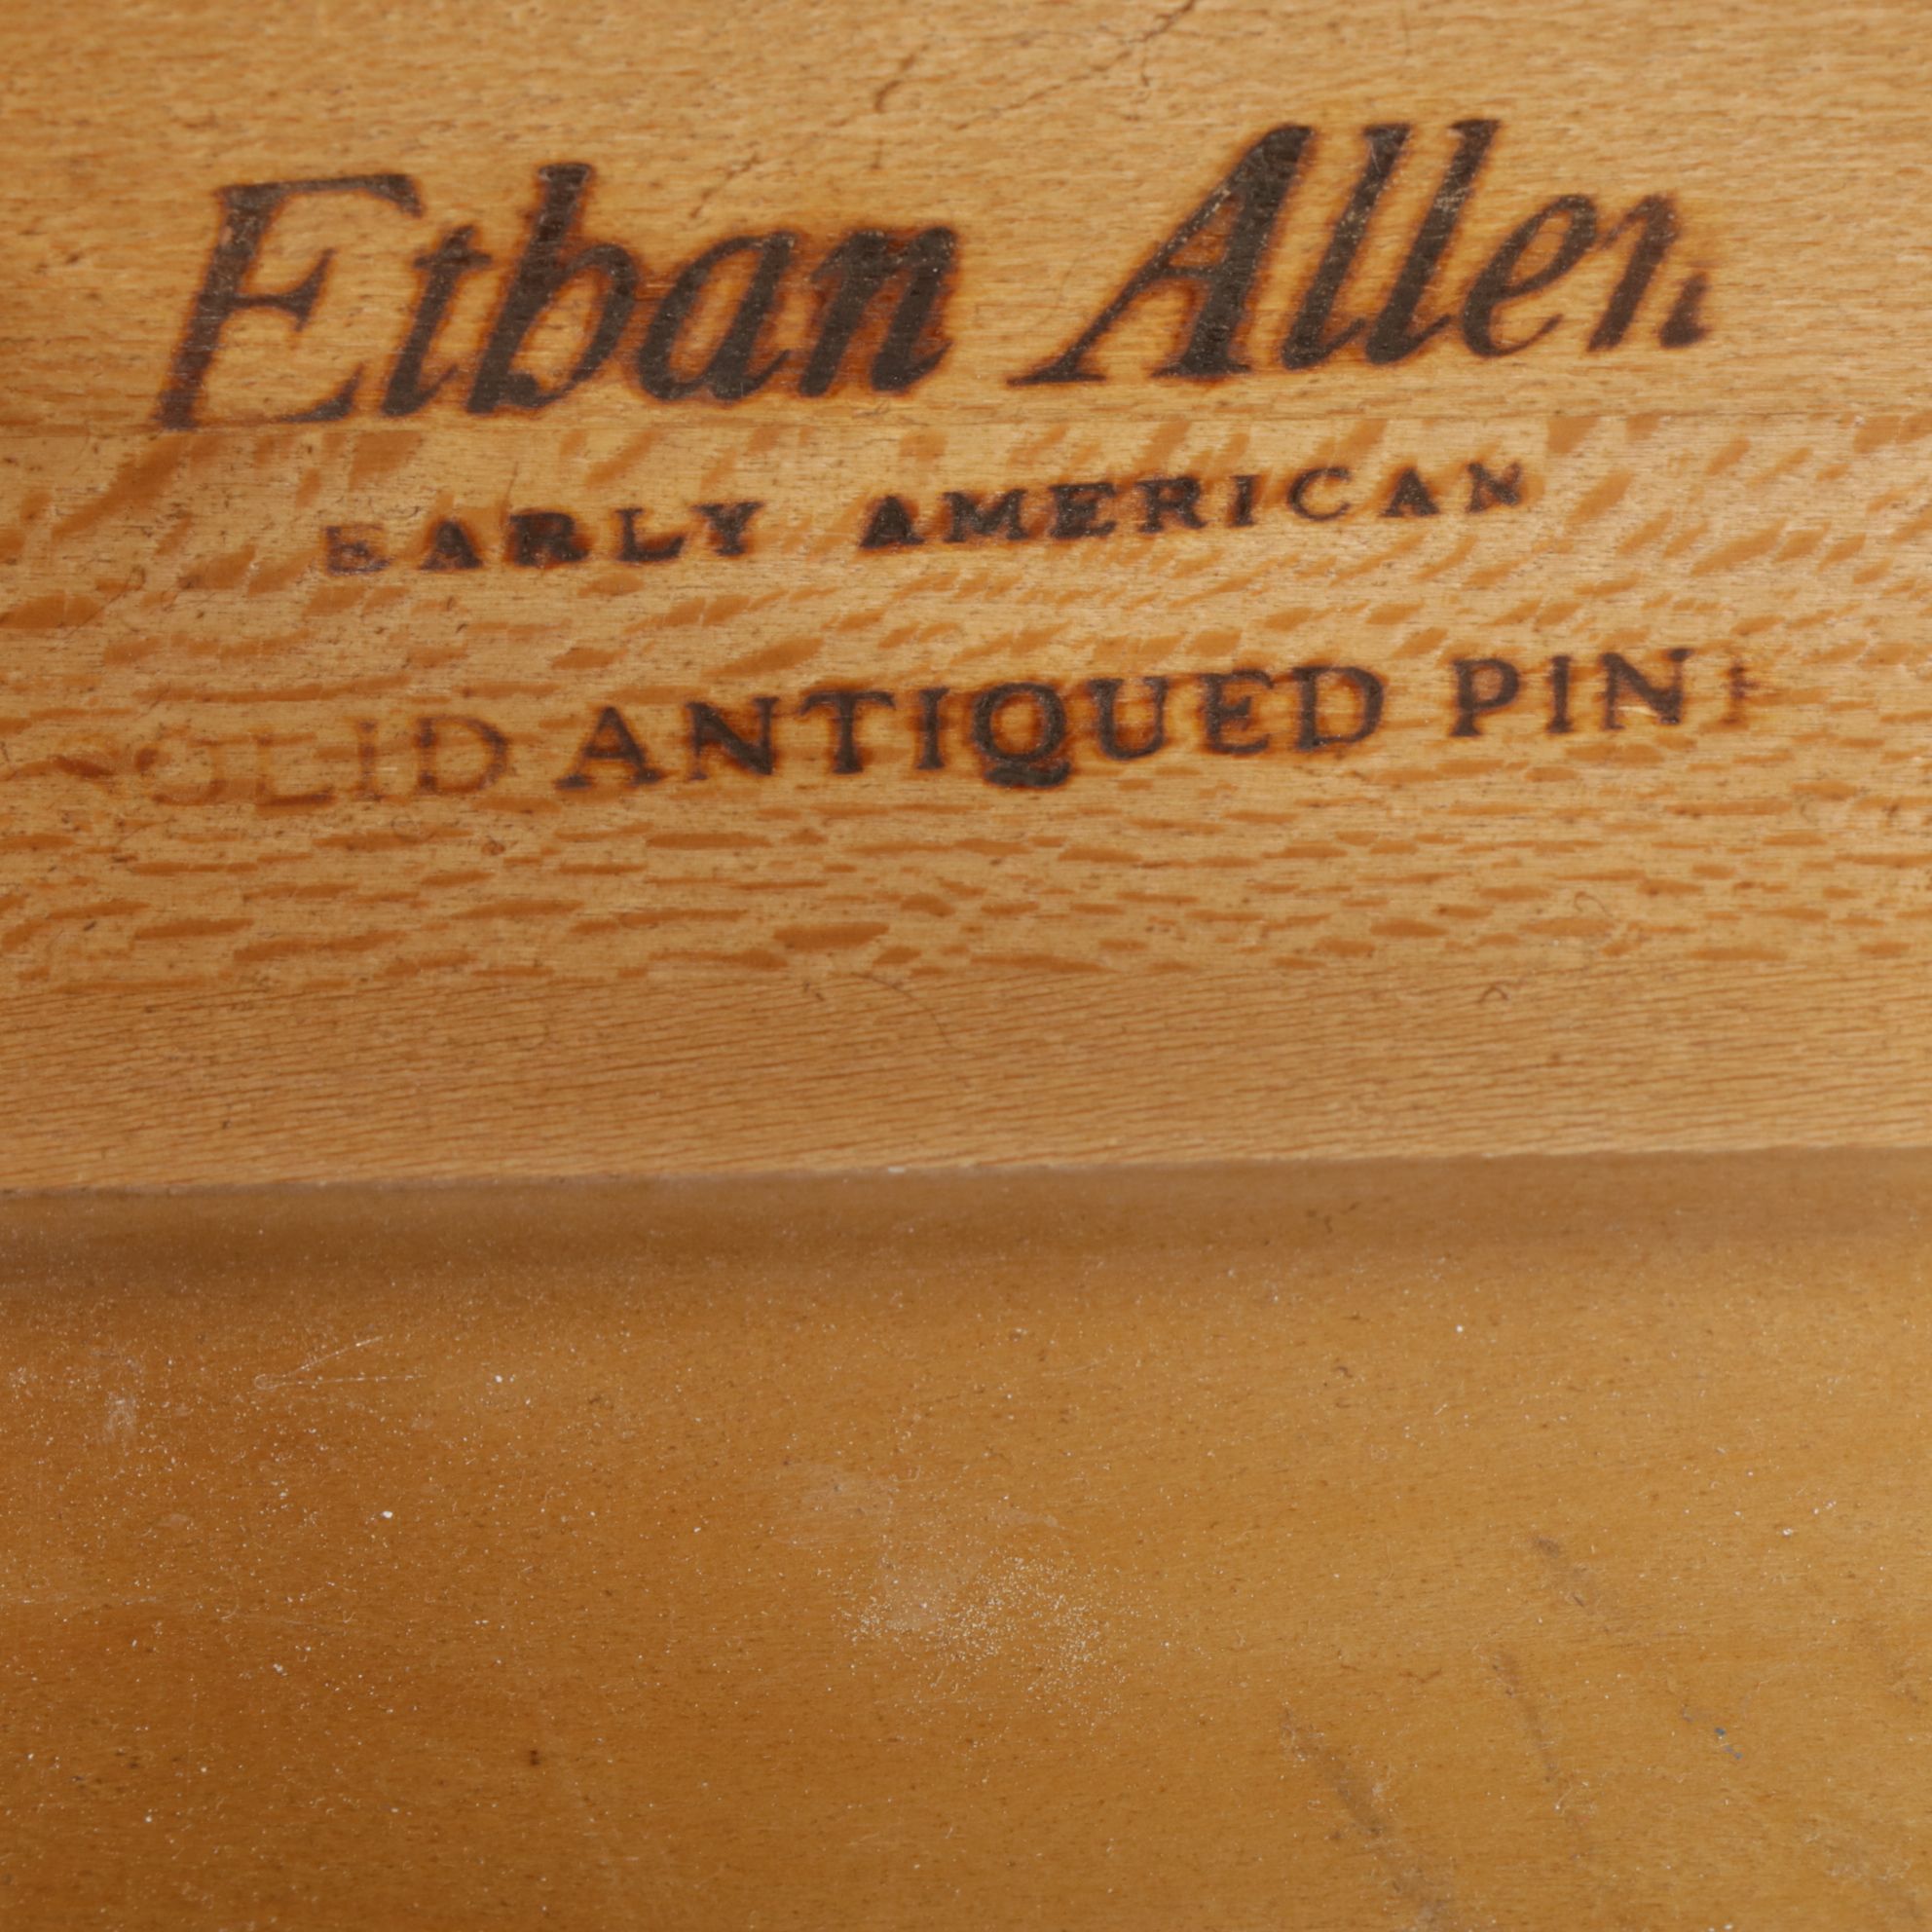 Ethan Allen
EARLY AMERICAN
SOLID ANTIQUED PINE